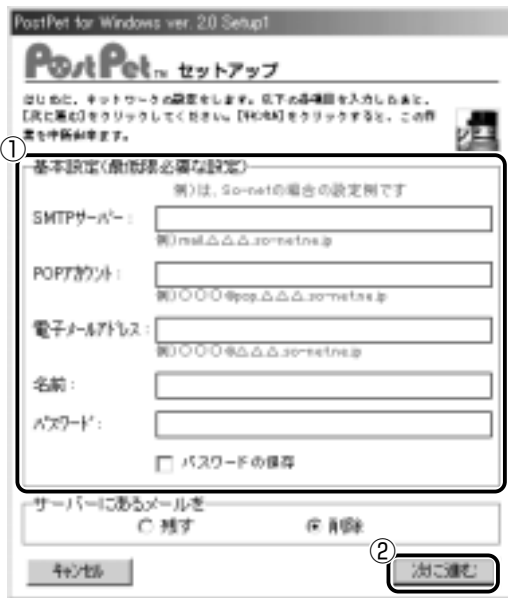 PostPet for Windows ver. 2.0 Setup1
PostPet™ セットアップ
はじめに、ネットワークの設定をします。以下の各項目を入力したあと、
[次に進む]をクリックしてください。[キャンセル]をクリックすると、この作
業を中断出来ます。
①
基本設定(最低限必要な設定)
例)は、So-netの場合の設定例です
SMTPサーバー：
例)mail.△△△.so-net.ne.jp
POPアカウント：
例)○○○@pop.△△△.so-net.ne.jp
電子メールアドレス：
例)○○○@△△△.so-net.ne.jp
名前：
パスワード：
パスワードの保存
サーバーにあるメールを
残す
削除
②
キャンセル
次に進む